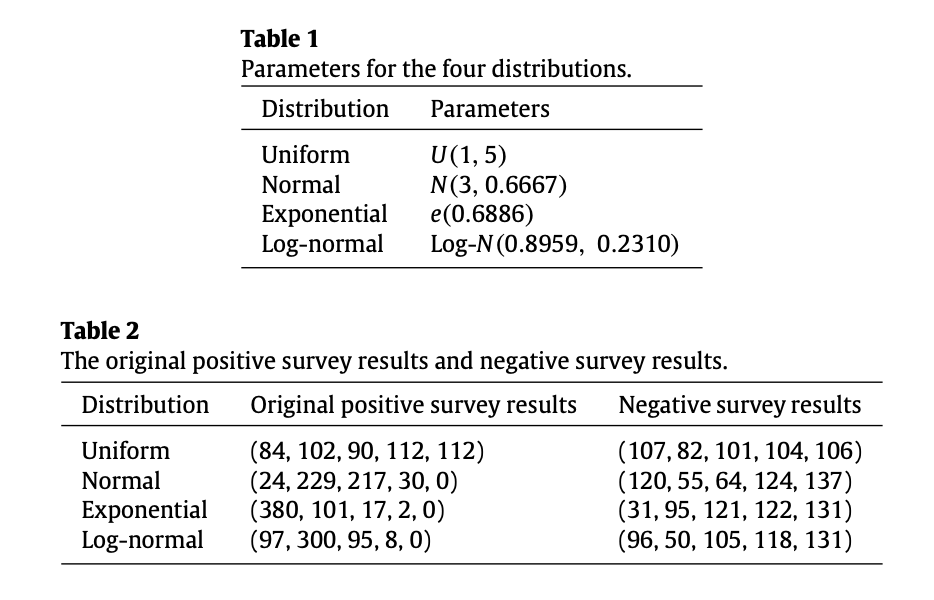 Table 1
Parameters for the four distributions.
Distribution Parameters
Uniform U(1, 5)
Normal N(3, 0.6667)
Exponential e(0.6886)
Log-normal Log-N(0.8959, 0.2310)
Table 2
The original positive survey results and negative survey results.
Distribution Original positive survey results Negative survey results
Uniform (84, 102, 90, 112, 112) (107, 82, 101, 104, 106)
Normal (24, 229, 217, 30, 0) (120, 55, 64, 124, 137)
Exponential (380, 101, 17, 2, 0) (31, 95, 121, 122, 131)
Log-normal (97, 300, 95, 8, 0) (96, 50, 105, 118, 131)